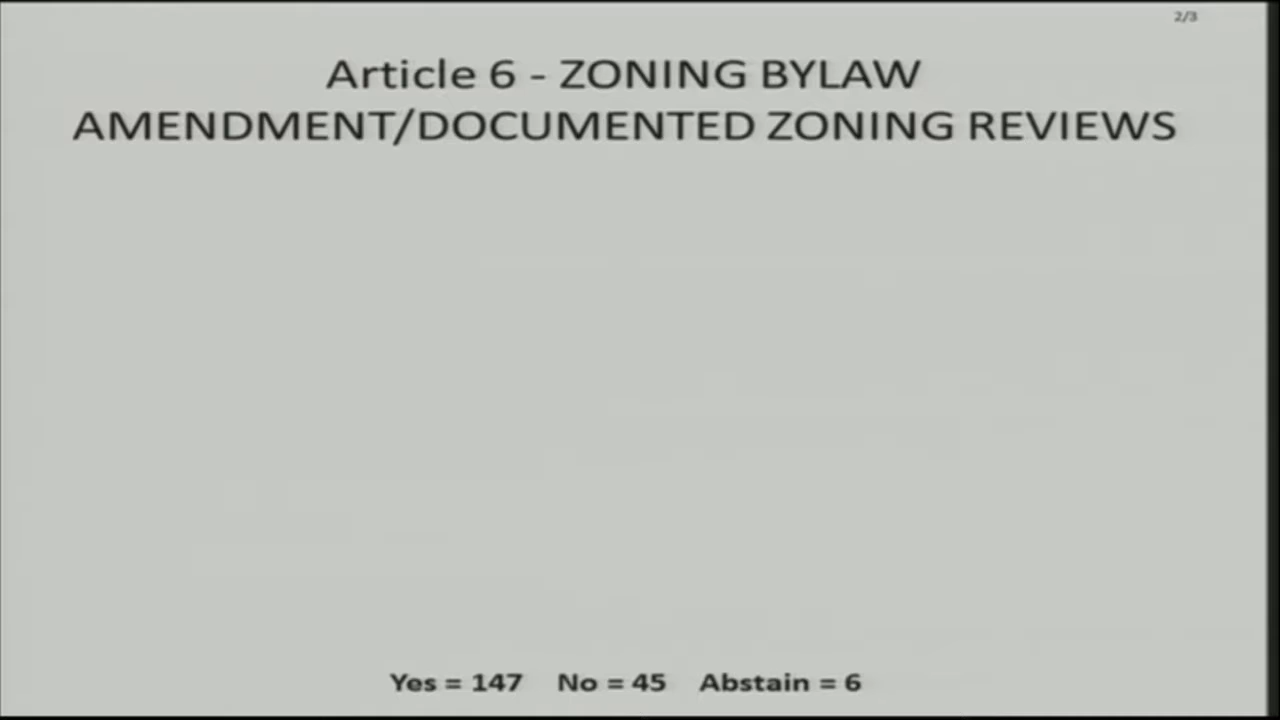 2/3
Article 6 - ZONING BYLAW
AMENDMENT/DOCUMENTED ZONING REVIEWS
Yes = 147 No = 45 Abstain = 6